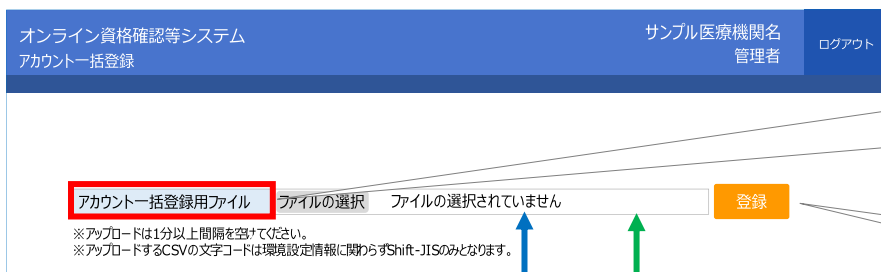 オンライン資格確認等システム
サンプル医療機関名
アカウント一括登録
管理者
ログアウト
アカウント一括登録用ファイル
ファイルの選択
ファイルの選択されていません
登録
※アップロードは1分以上間隔を空けてください。
※アップロードするCSVの文字コードは環境設定情報に関わらずShift-JISのみとなります。